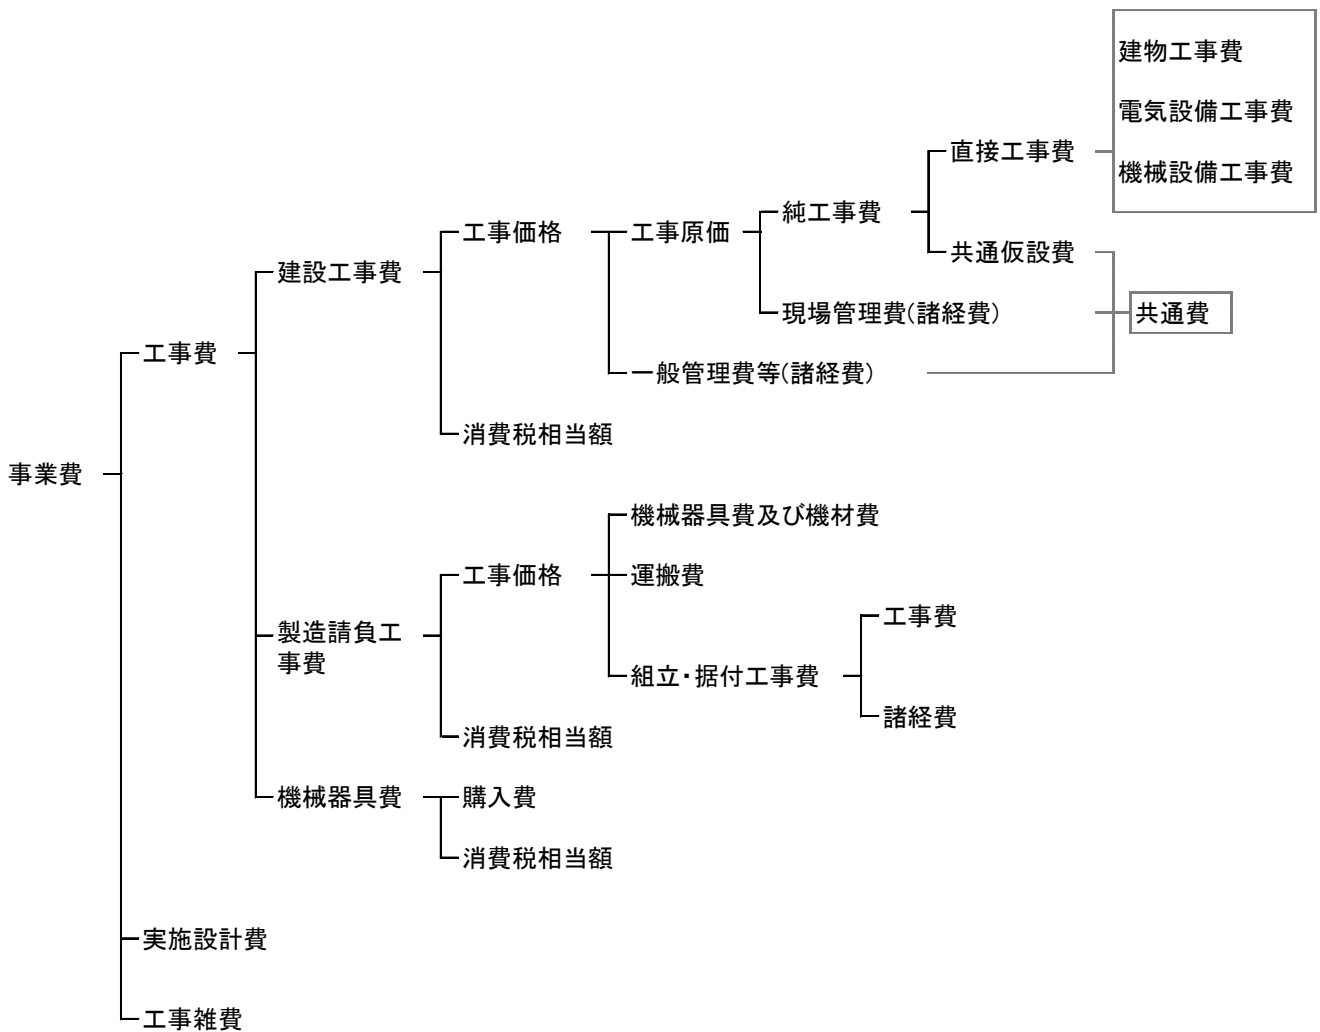 建物工事費
電気設備工事費
直接工事費
機械設備工事費
純工事費
工事価格
工事原価
共通仮設費
建設工事費
現場管理費(諸経費)
共通費
工事費
一般管理費等(諸経費)
消費税相当額
事業費
機械器具費及び機材費
工事価格
運搬費
工事費
製造請負工
事費
組立・据付工事費
諸経費
消費税相当額
機械器具費
購入費
消費税相当額
実施設計費
工事雑費